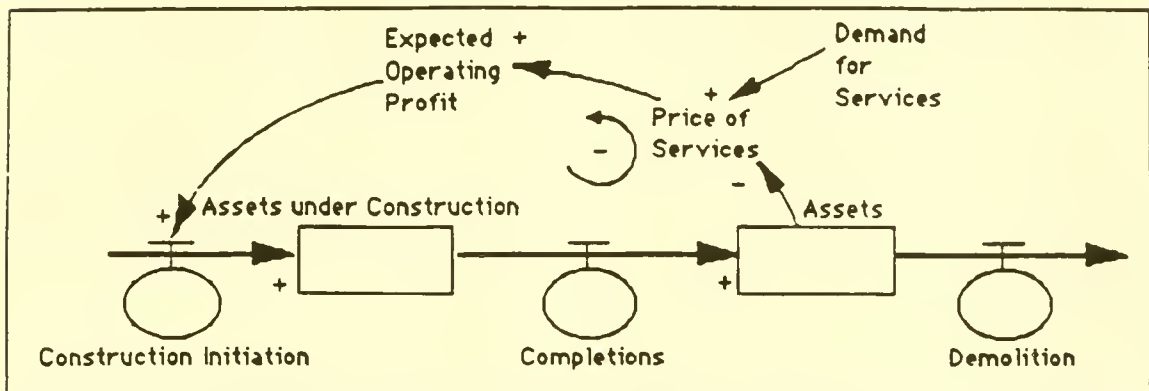 Expected +
Operating
Profit
Demand
for
Services
+
Price of
Services
-
-
+
Assets under Construction
Assets
+
+
Construction Initiation
Completions
Demolition